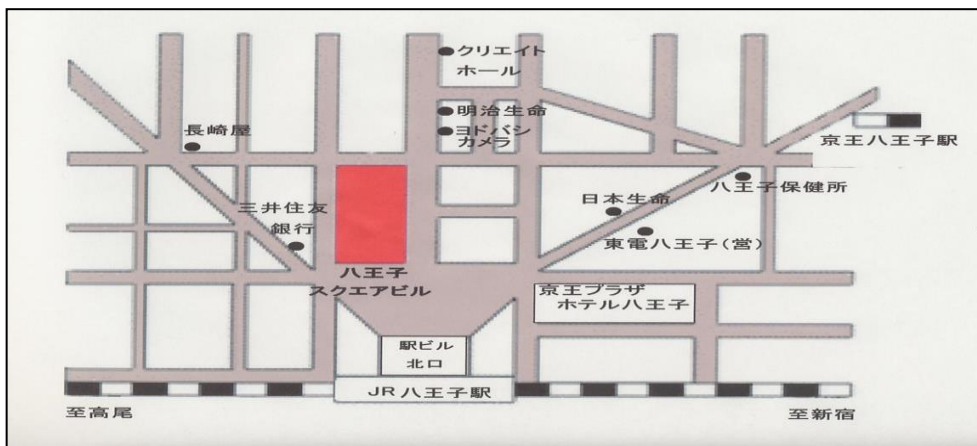 クリエイト
ホール
明治生命
ヨドバシ
カメラ
長崎屋
京王八王子駅
八王子保健所
三井住友
銀行
日本生命
東電八王子(営)
八王子
スクエアビル
京王プラザ
ホテル八王子
駅ビル
北口
JR八王子駅
至高尾
至新宿